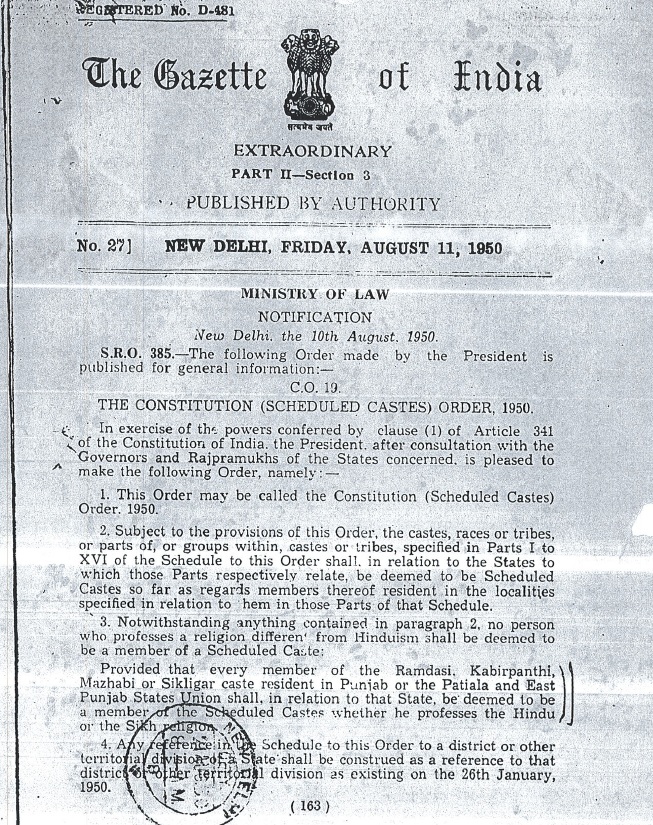 REGISTERED No. D-481
The Gazette of India
सत्यमेव जयते
EXTRAORDINARY
PART II—Section 3
PUBLISHED BY AUTHORITY
No. 27] NEW DELHI, FRIDAY, AUGUST 11, 1950
MINISTRY OF LAW
NOTIFICATION
New Delhi, the 10th August, 1950.
S.R.O. 385.—The following Order made by the President is
published for general information:—
C.O. 19.
THE CONSTITUTION (SCHEDULED CASTES) ORDER, 1950.
In exercise of the powers conferred by clause (1) of Article 341
of the Constitution of India, the President, after consultation with the
Governors and Rajpramukhs of the States concerned, is pleased to
make the following Order, namely:—
1. This Order may be called the Constitution (Scheduled Castes)
Order, 1950.
2. Subject to the provisions of this Order, the castes, races or tribes,
or parts of, or groups within, castes or tribes, specified in Parts I to
XVI of the Schedule to this Order shall, in relation to the States to
which those Parts respectively relate, be deemed to be Scheduled
Castes so far as regards members thereof resident in the localities
specified in relation to hem in those Parts of that Schedule.
3. Notwithstanding anything contained in paragraph 2, no person
who professes a religion differen from Hinduism shall be deemed to
be a member of a Scheduled Caste:
Provided that every member of the Ramdasi, Kabirpanthi,
Mazhabi or Sikligar caste resident in Punjab or the Patiala and East
Punjab States Union shall, in relation to that State, be deemed to be
a member of the Scheduled Castes whether he professes the Hindu
or the Sikh religion.
4. Any reference in the Schedule to this Order to a district or other
territorial division of a State shall be construed as a reference to that
district or other territorial division as existing on the 26th January,
1950.
NEW DELHI
(163)